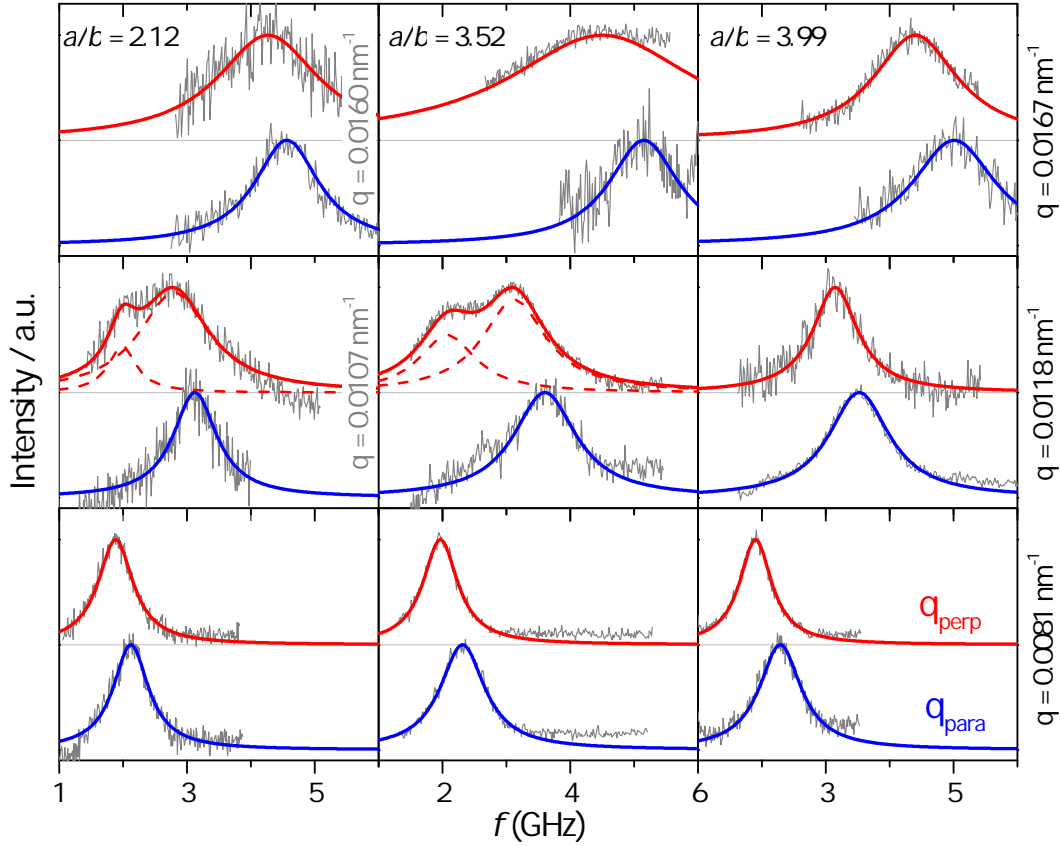 a/b = 2.12
a/b = 3.52
a/b = 3.99
q = 0.0160 nm⁻¹
q = 0.0167 nm⁻¹
Intensity / a.u.
q = 0.0107 nm⁻¹
q = 0.0118 nm⁻¹
q_perp
q_para
q = 0.0081 nm⁻¹
1 3 5 2 4 6 3 5
f (GHz)